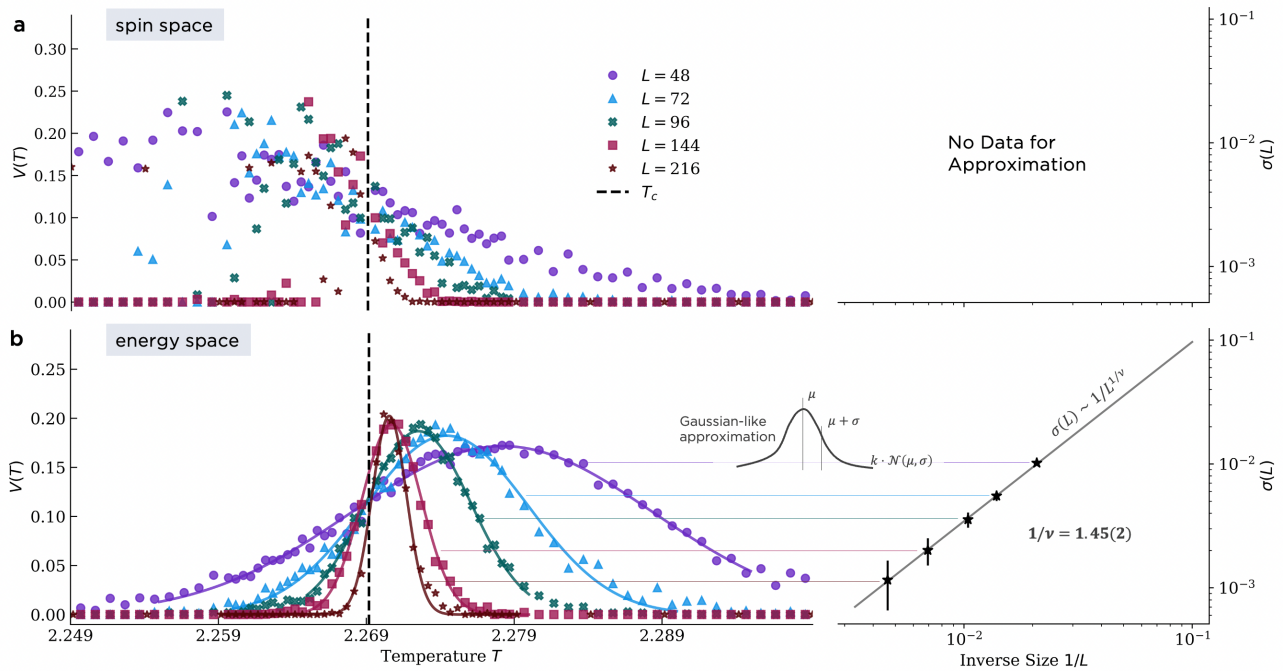 a
spin space
0.30
0.25
0.20
0.15
0.10
0.05
0.00
V(T)
L = 48
L = 72
L = 96
L = 144
L = 216
T_c
No Data for
Approximation
10⁻¹
10⁻²
10⁻³
σ(L)
b
energy space
0.25
0.20
0.15
0.10
0.05
0.00
V(T)
2.249
2.259
2.269
2.279
2.289
Temperature T
Gaussian-like
approximation
μ
μ + σ
k · 𝒩(μ, σ)
σ(L) ~ 1/L^{1/ν}
1/ν = 1.45(2)
10⁻¹
10⁻²
10⁻³
σ(L)
10⁻²
10⁻¹
Inverse Size 1/L